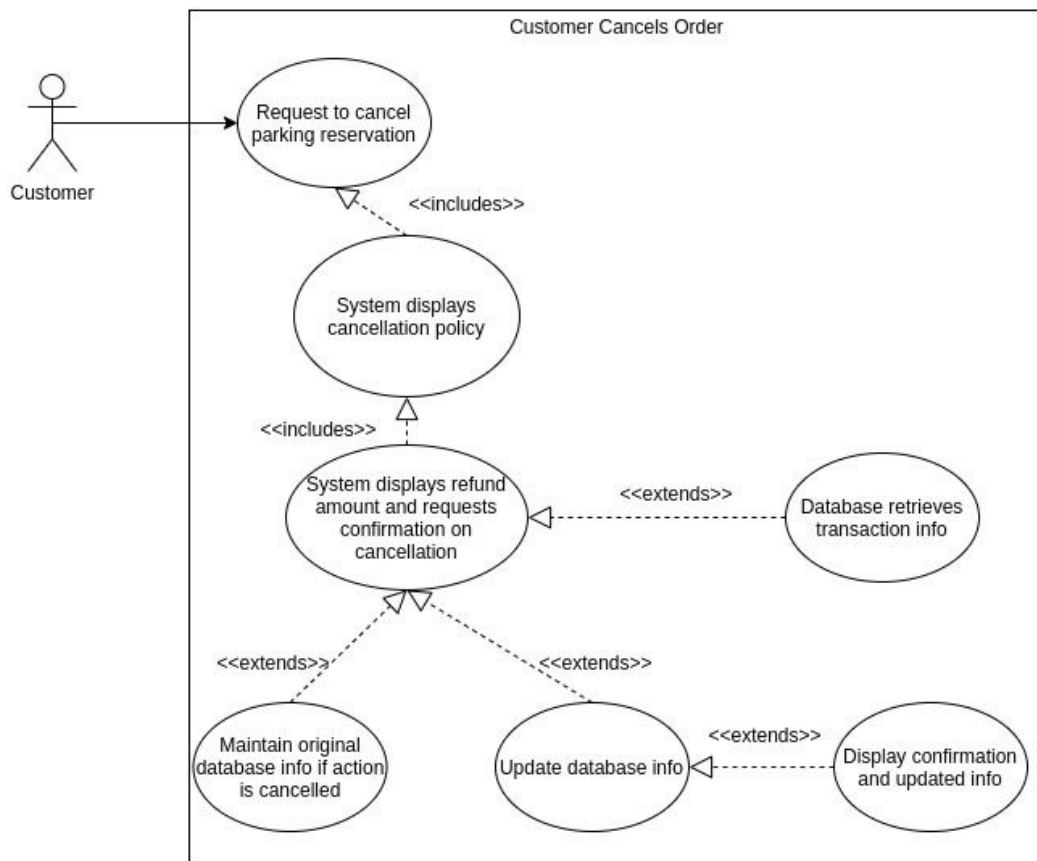 Customer Cancels Order
Request to cancel
parking reservation
Customer
<<includes>>
System displays
cancellation policy
<<includes>>
System displays refund
amount and requests
confirmation on
cancellation
<<extends>>
Database retrieves
transaction info
<<extends>>
<<extends>>
Maintain original
database info if action
is cancelled
Update database info
<<extends>>
Display confirmation
and updated info